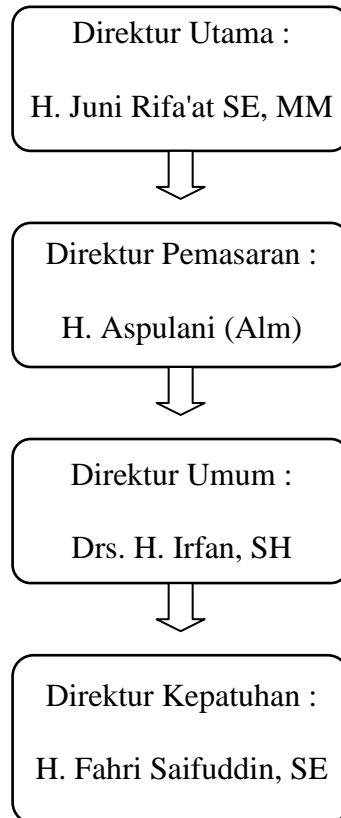 Direktur Utama :
H. Juni Rifa'at SE, MM
Direktur Pemasaran :
H. Aspulani (Alm)
Direktur Umum :
Drs. H. Irfan, SH
Direktur Kepatuhan :
H. Fahri Saifuddin, SE